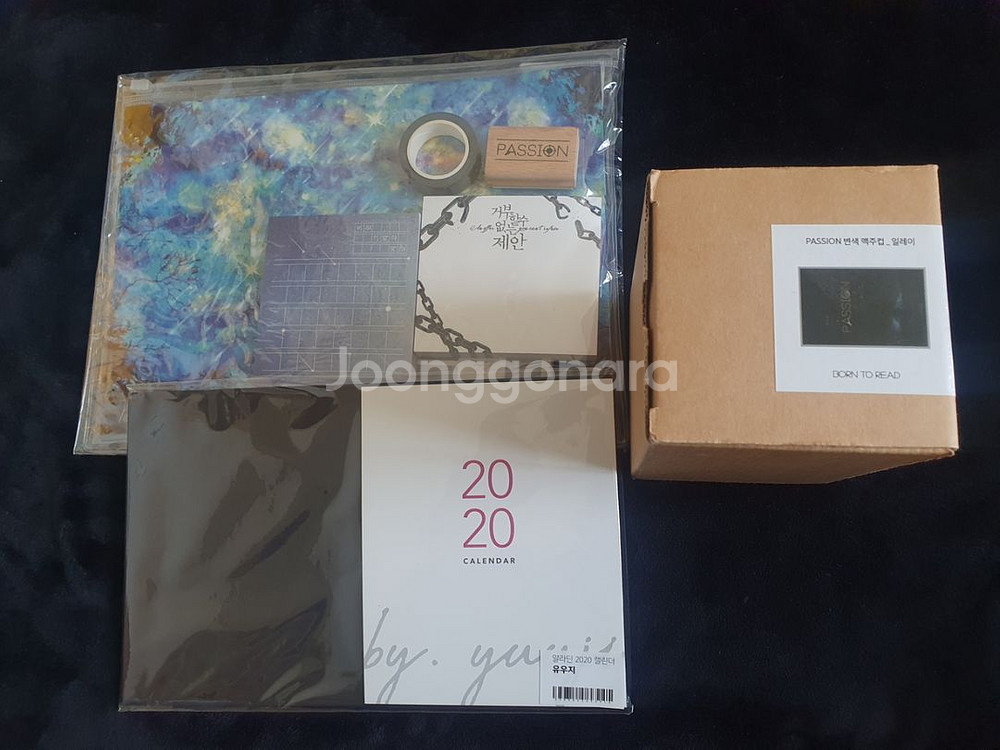 PASSION
거부
할수
없는
제안
PASSION 변색 맥주컵_일레이
PASSION
BORN TO READ
Joonggonara
20
20
CALENDAR
by. yuuji
알라딘 2020 캘린더
유우지